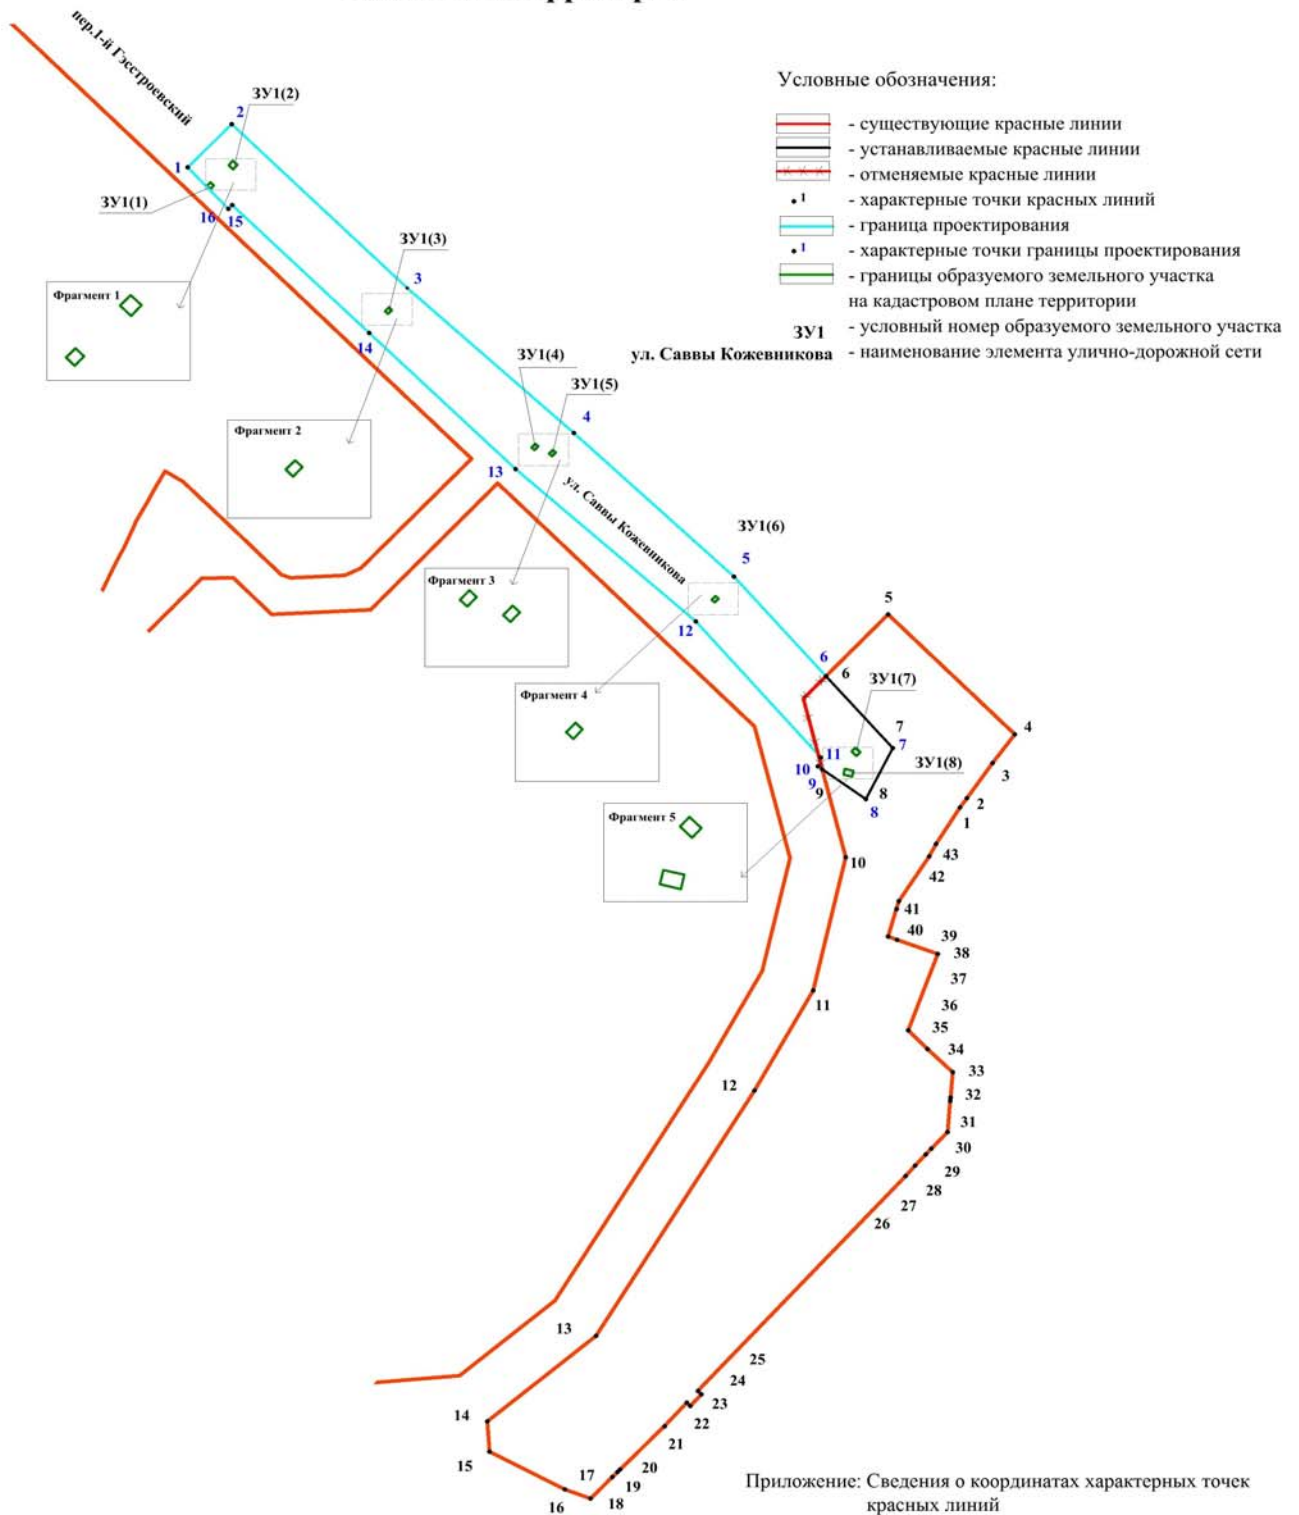 пер.1-й Гэсстроевский
ЗУ1(2)
2
1
ЗУ1(1)
16
15
ЗУ1(3)
3
14
Фрагмент 1
Условные обозначения:
- существующие красные линии
- устанавливаемые красные линии
- отменяемые красные линии
1 - характерные точки красных линий
- граница проектирования
1 - характерные точки границы проектирования
- границы образуемого земельного участка
на кадастровом плане территории
ЗУ1 - условный номер образуемого земельного участка
ул. Саввы Кожевникова - наименование элемента улично-дорожной сети
ЗУ1(4)
ЗУ1(5)
4
Фрагмент 2
13
ул. Саввы Кожевникова
ЗУ1(6)
5
Фрагмент 3
12
5
6
6
ЗУ1(7)
Фрагмент 4
7
7
4
11
10
ЗУ1(8)
3
9
9
8
8
2
1
Фрагмент 5
43
10
42
41
40
39
38
37
36
11
35
34
33
12
32
31
30
29
28
27
26
13
25
24
23
14
22
21
15
20
17
19
16
18
Приложение: Сведения о координатах характерных точек
красных линий